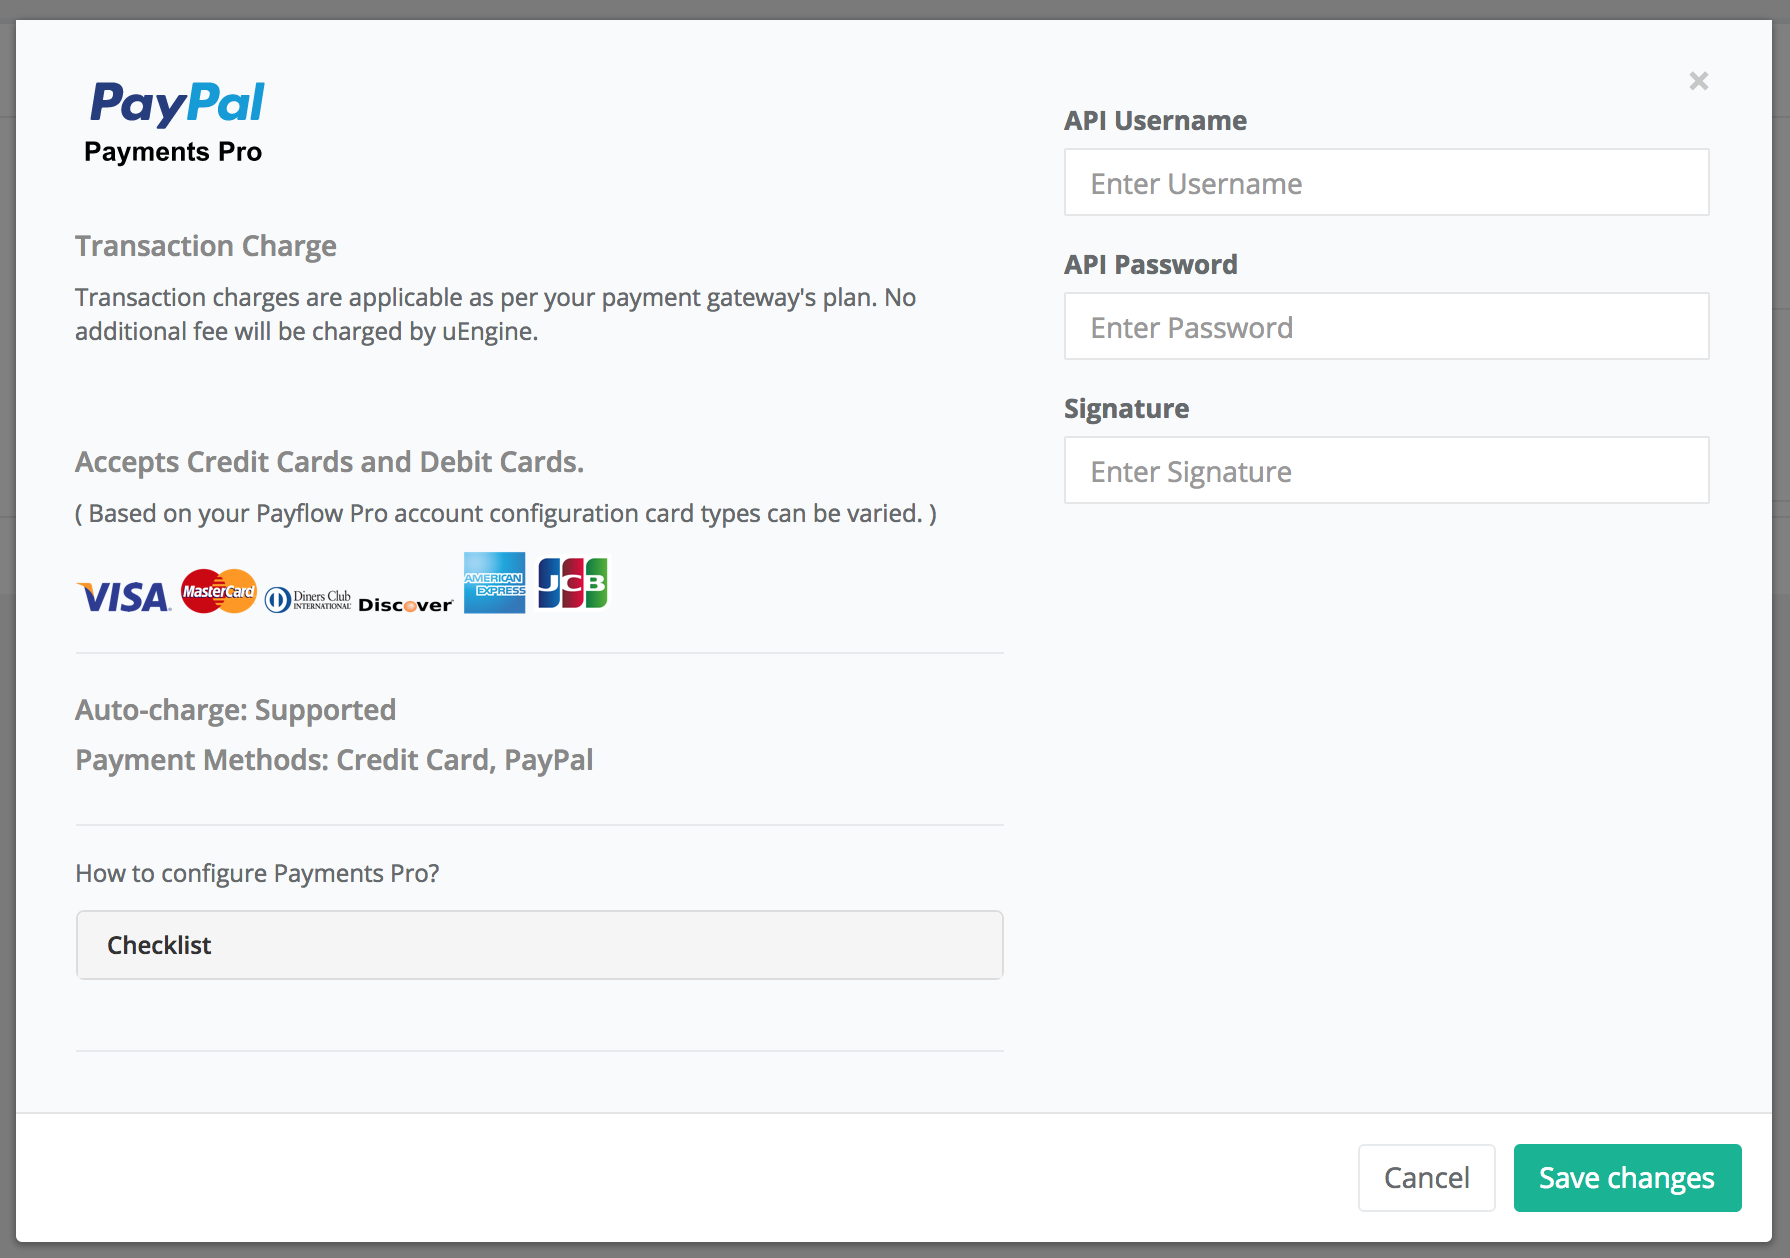 PayPal
Payments Pro
Transaction Charge
Transaction charges are applicable as per your payment gateway's plan. No
additional fee will be charged by uEngine.
Accepts Credit Cards and Debit Cards.
( Based on your Payflow Pro account configuration card types can be varied. )
VISA MasterCard Diners Club INTERNATIONAL Discover AMERICAN EXPRESS JCB
Auto-charge: Supported
Payment Methods: Credit Card, PayPal
How to configure Payments Pro?
Checklist
×
API Username
Enter Username
API Password
Enter Password
Signature
Enter Signature
Cancel Save changes